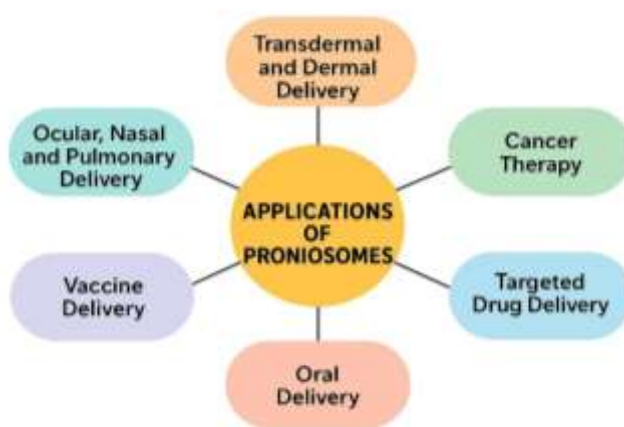 Transdermal
and Dermal
Delivery
Ocular, Nasal
and Pulmonary
Delivery
Cancer
Therapy
APPLICATIONS
OF
PRONIOSOMES
Vaccine
Delivery
Targeted
Drug Delivery
Oral
Delivery